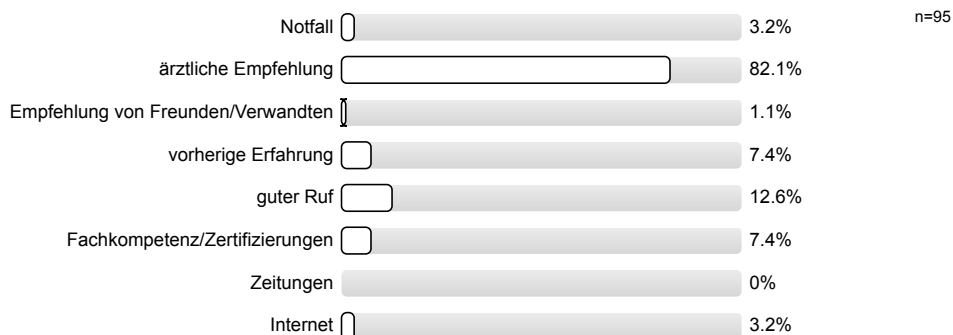 n=95
Notfall 3.2%
ärztliche Empfehlung 82.1%
Empfehlung von Freunden/Verwandten 1.1%
vorherige Erfahrung 7.4%
guter Ruf 12.6%
Fachkompetenz/Zertifizierungen 7.4%
Zeitungen 0%
Internet 3.2%